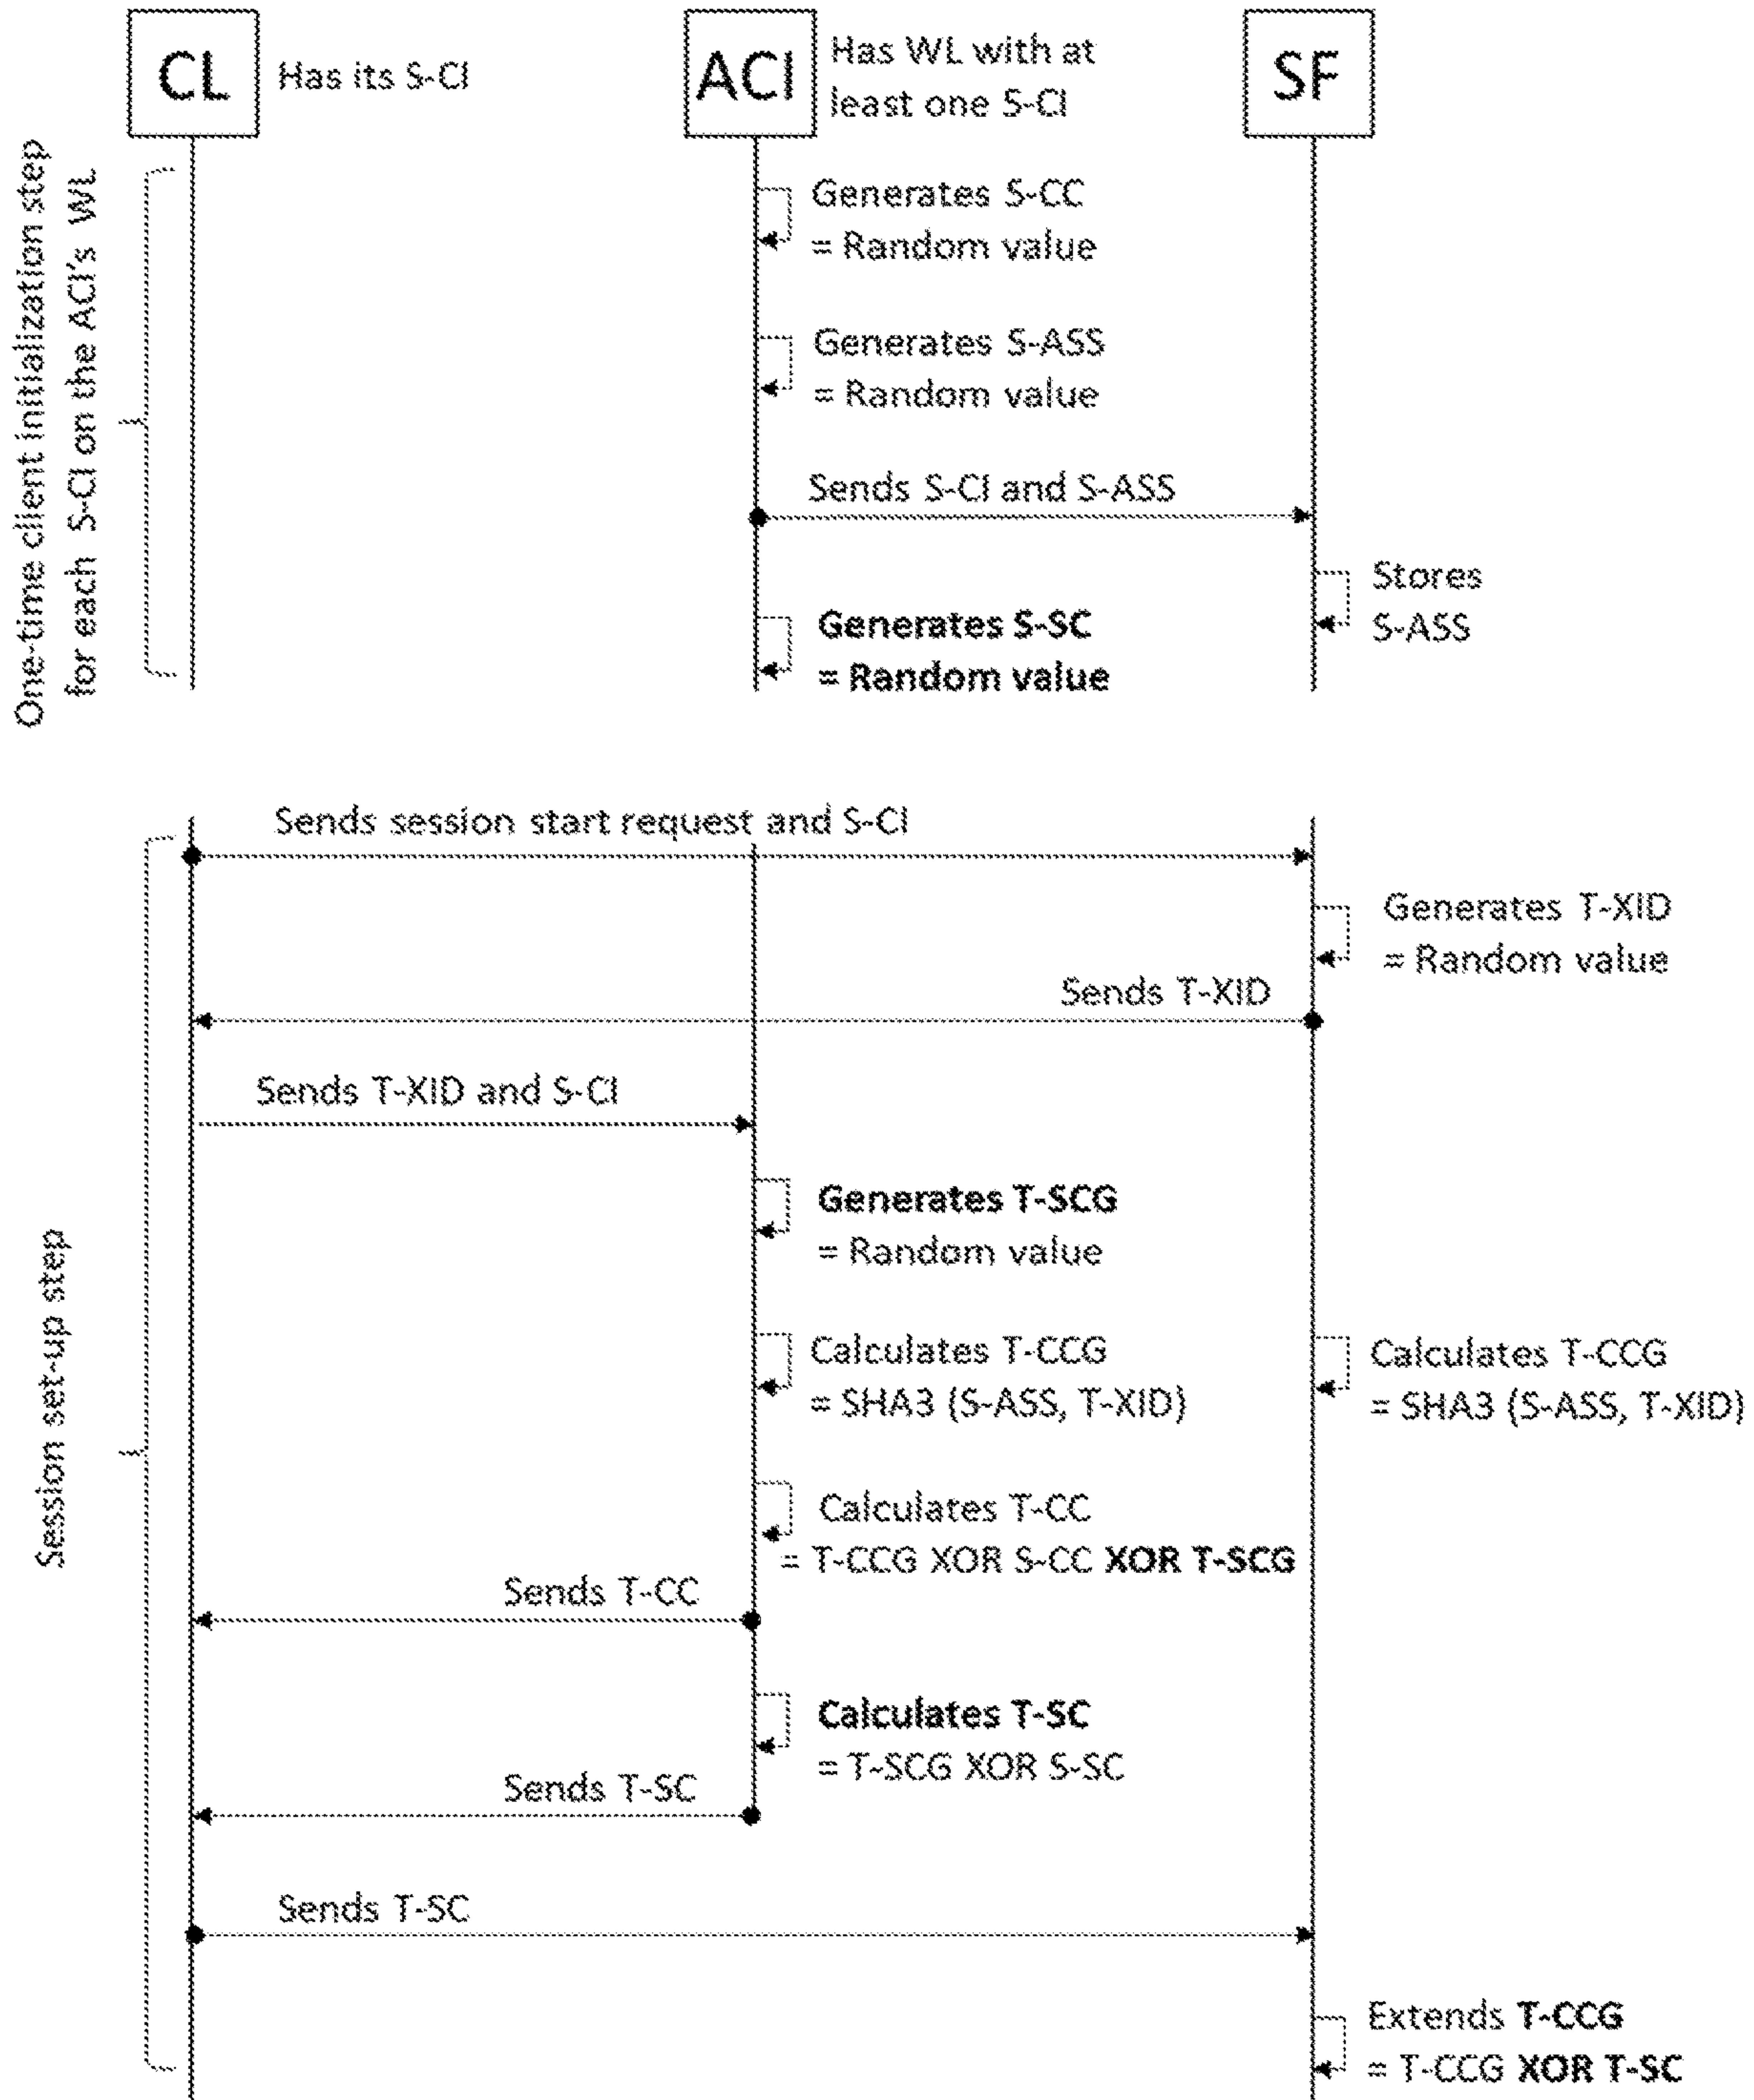 CL
Has its S-CI
ACI
Has WL with at
least one S-CI
SF
One-time client initialization step
for each S-CI on the ACI's WL
Generates S-CC
= Random value
Generates S-ASS
= Random value
Sends S-CI and S-ASS
Stores
S-ASS
Generates S-SC
= Random value
Session set-up step
Sends session start request and S-CI
Generates T-XID
= Random value
Sends T-XID
Sends T-XID and S-CI
Generates T-SCG
= Random value
Calculates T-CCG
= SHA3 (S-ASS, T-XID)
Calculates T-CCG
= SHA3 (S-ASS, T-XID)
Calculates T-CC
= T-CCG XOR S-CC XOR T-SCG
Sends T-CC
Calculates T-SC
= T-SCG XOR S-SC
Sends T-SC
Sends T-SC
Extends T-CCG
= T-CCG XOR T-SC